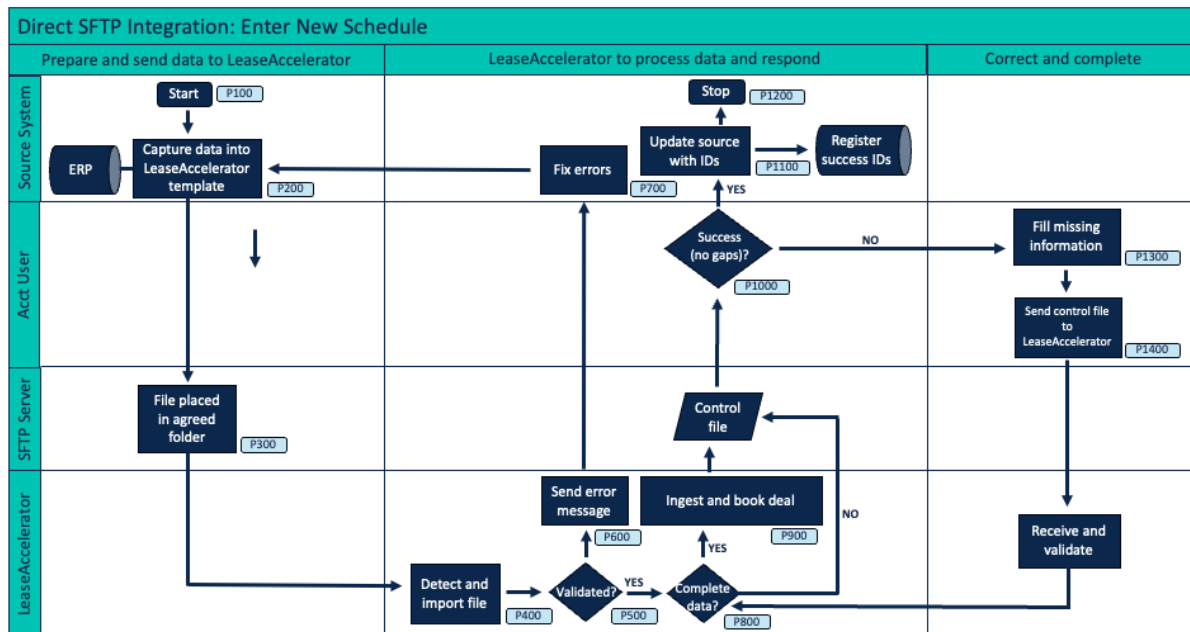 Direct SFTP Integration: Enter New Schedule
Prepare and send data to LeaseAccelerator
LeaseAccelerator to process data and respond
Correct and complete
Source System
Start
P100
Capture data into
LeaseAccelerator
template
P200
ERP
Fix errors
P700
Stop
P1200
Update source
with IDs
P1100
Register
success IDs
YES
Acct User
Success
(no gaps)?
P1000
NO
Fill missing
information
P1300
Send control file
to
LeaseAccelerator
P1400
SFTP Server
File placed
in agreed
folder
P300
Control
file
LeaseAccelerator
Send error
message
P600
Ingest and book deal
P900
NO
YES
Receive and
validate
Detect and
import file
P400
Validated?
P500
YES
Complete
data?
P800